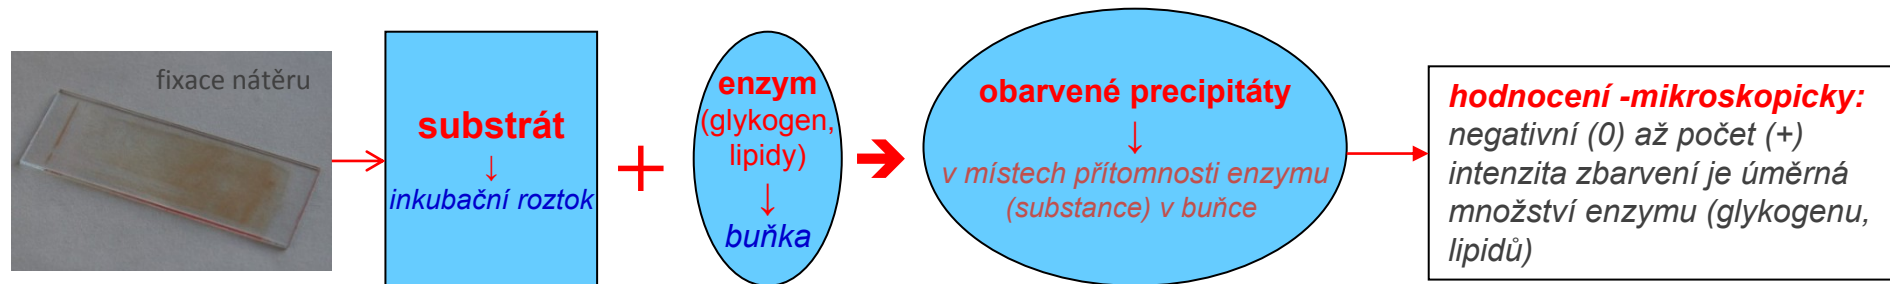 fixace nátěru
substrát
↓
inkubační roztok
+
enzym
(glykogen,
lipidy)
↓
buňka
➔
obarvené precipitáty
↓
v místech přítomnosti enzymu
(substance) v buňce
hodnocení -mikroskopicky:
negativní (0) až počet (+)
intenzita zbarvení je úměrná
množství enzymu (glykogenu,
lipidů)